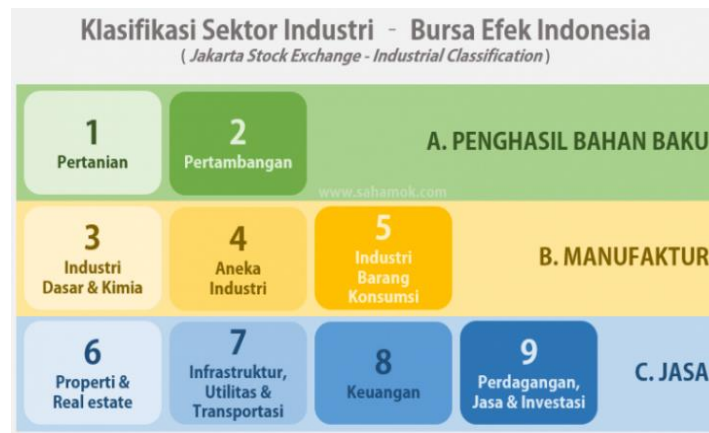 Klasifikasi Sektor Industri - Bursa Efek Indonesia
( Jakarta Stock Exchange - Industrial Classification )
1
Pertanian
2
Pertambangan
A. PENGHASIL BAHAN BAKU
www.sahamok.com
3
Industri
Dasar & Kimia
4
Aneka
Industri
5
Industri
Barang
Konsumsi
B. MANUFAKTUR
6
Properti &
Real estate
7
Infrastruktur,
Utilitas &
Transportasi
8
Keuangan
9
Perdagangan,
Jasa & Investasi
C. JASA